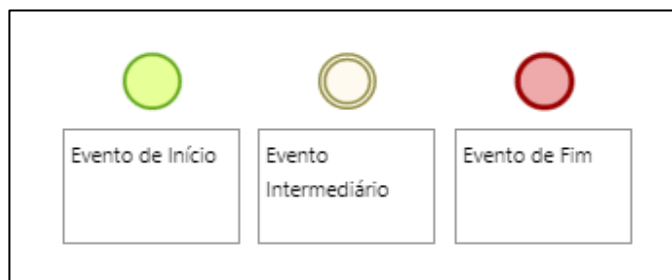 Evento de Início
Evento
Intermediário
Evento de Fim